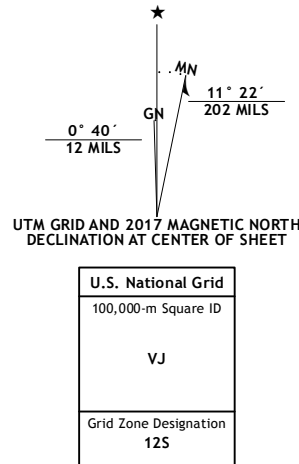 MN
11° 22´
202 MILS
GN
0° 40´
12 MILS
UTM GRID AND 2017 MAGNETIC NORTH
DECLINATION AT CENTER OF SHEET
U.S. National Grid
100,000-m Square ID
VJ
Grid Zone Designation
12S